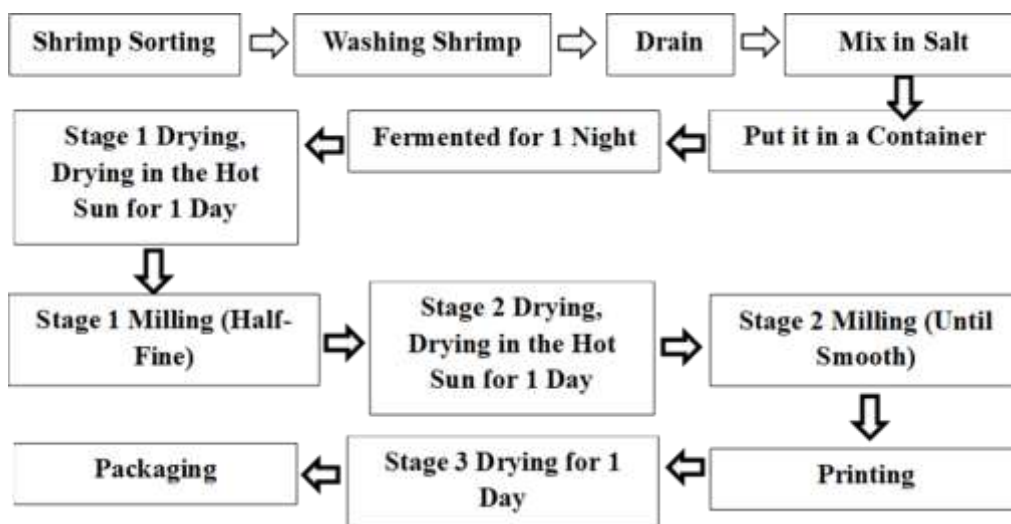 Shrimp Sorting
Washing Shrimp
Drain
Mix in Salt
Put it in a Container
Fermented for 1 Night
Stage 1 Drying,
Drying in the Hot
Sun for 1 Day
Stage 1 Milling (Half-
Fine)
Stage 2 Drying,
Drying in the Hot
Sun for 1 Day
Stage 2 Milling (Until
Smooth)
Printing
Stage 3 Drying for 1
Day
Packaging